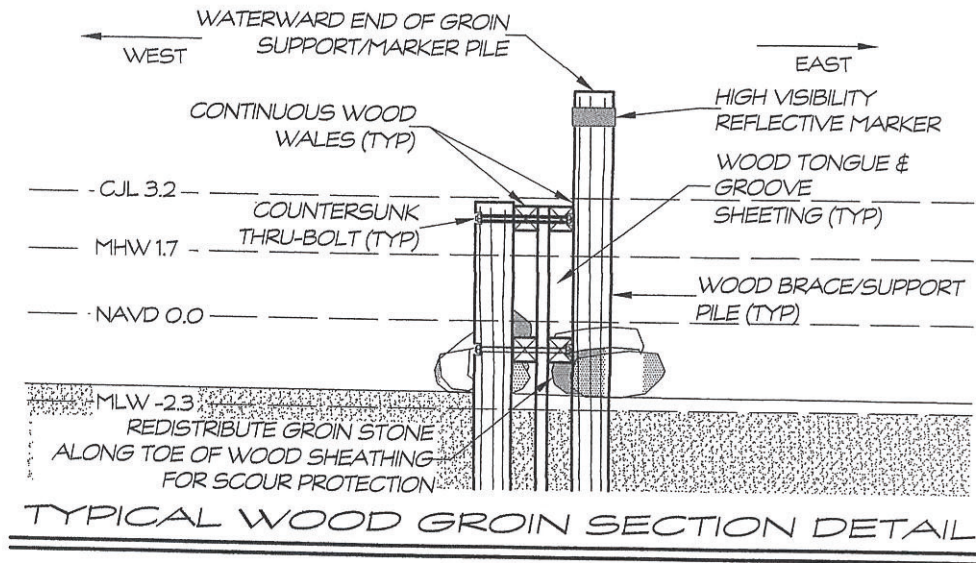 WATERWARD END OF GROIN
SUPPORT/MARKER PILE
WEST
EAST
HIGH VISIBILITY
REFLECTIVE MARKER
CONTINUOUS WOOD
WALES (TYP)
WOOD TONGUE &
GROOVE
SHEETING (TYP)
CJL 3.2
COUNTERSUNK
THRU-BOLT (TYP)
MHW 1.7
WOOD BRACE/SUPPORT
PILE (TYP)
NAVD 0.0
MLW -2.3
REDISTRIBUTE GROIN STONE
ALONG TOE OF WOOD SHEATHING
FOR SCOUR PROTECTION
TYPICAL WOOD GROIN SECTION DETAIL